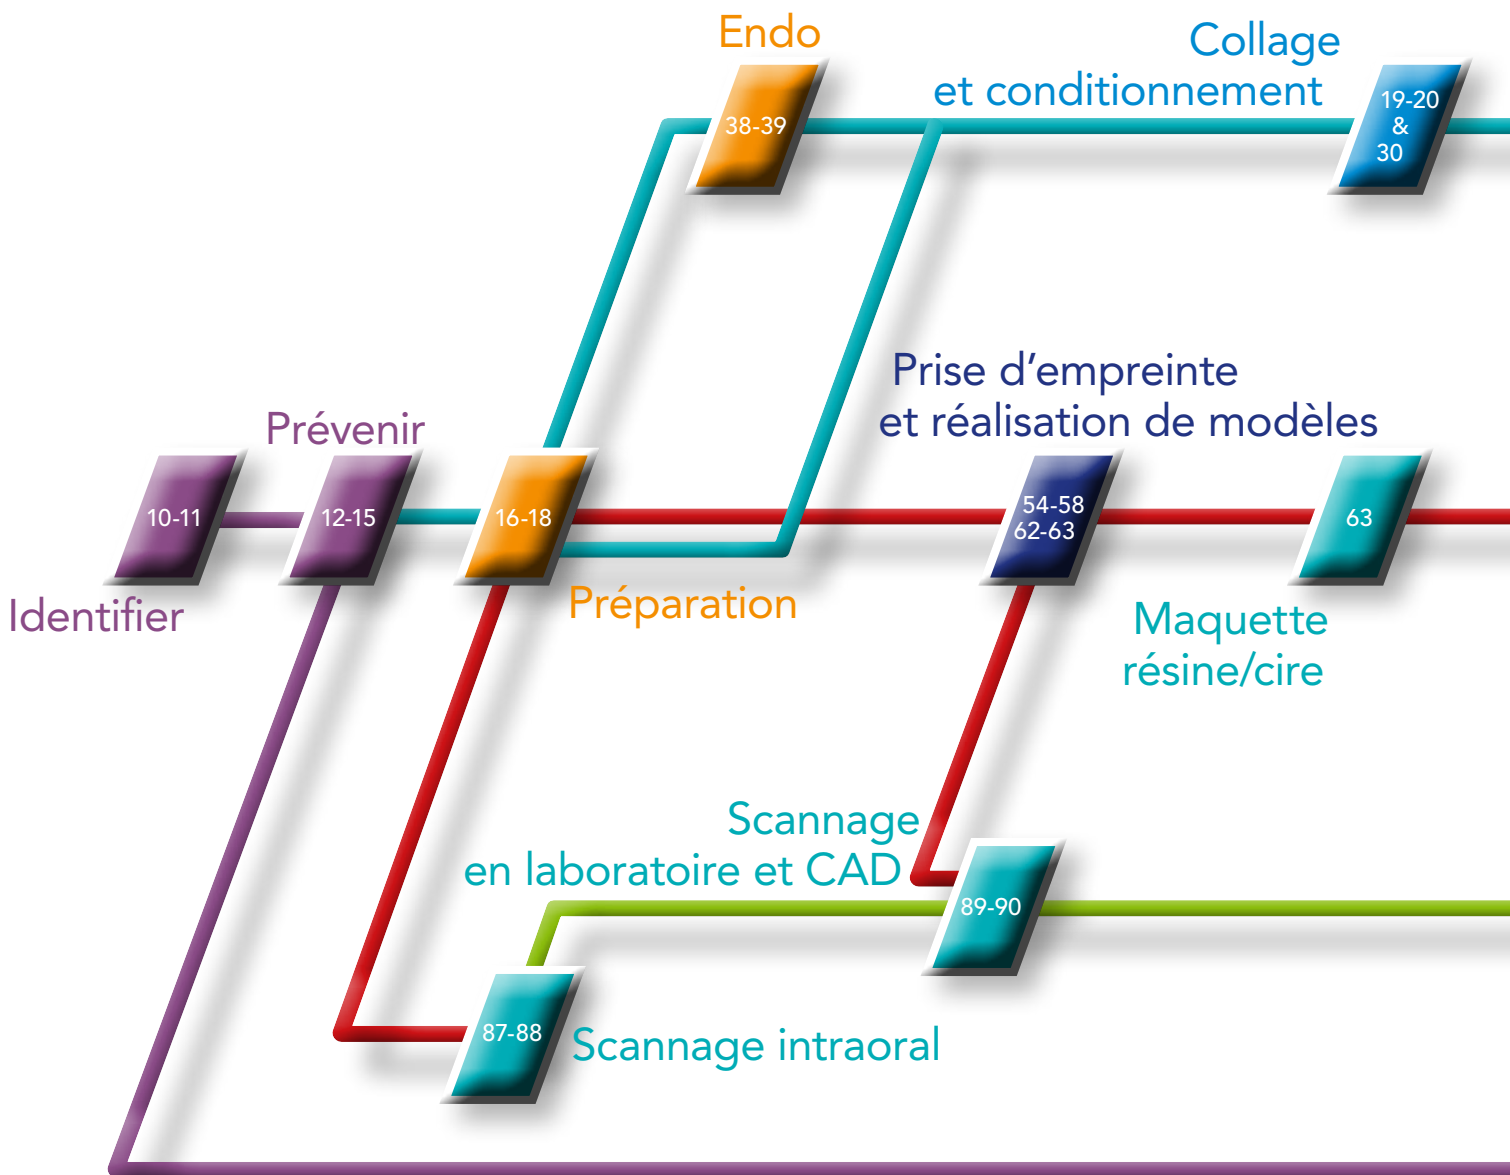 Endo
38-39
Collage
et conditionnement
19-20
&
30
Prise d’empreinte
et réalisation de modèles
Prévenir
10-11
12-15
16-18
54-58
62-63
63
Identifier
Préparation
Maquette
résine/cire
Scannage
en laboratoire et CAD
89-90
87-88
Scannage intraoral